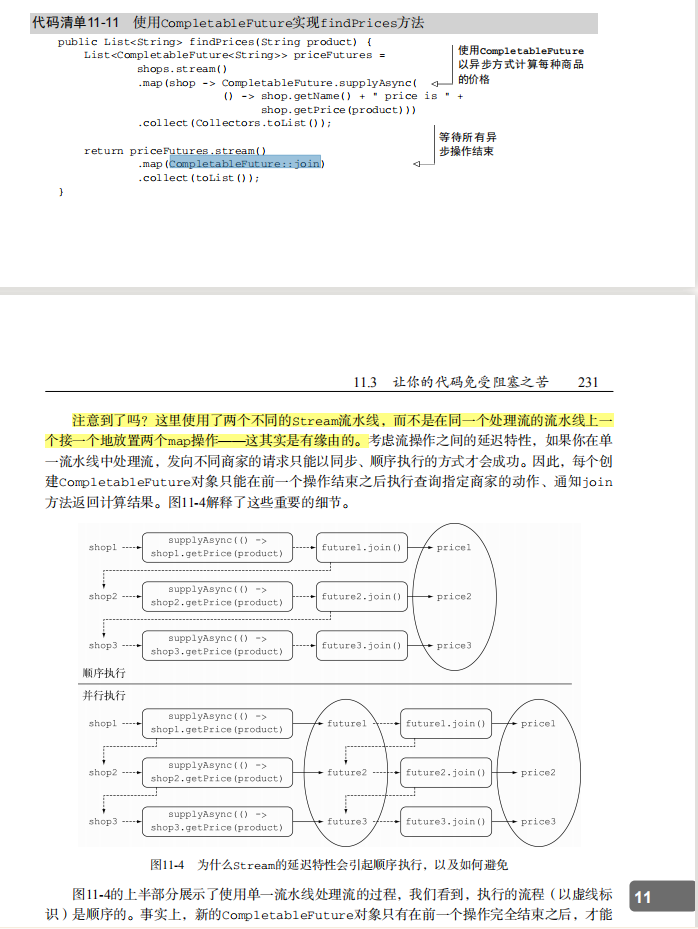 代码清单11-11 使用CompletableFuture实现findPrices方法
public List<String> findPrices(String product) {
List<CompletableFuture<String>> priceFutures =
shops.stream()
.map(shop -> CompletableFuture.supplyAsync(
() -> shop.getName() + " price is " +
shop.getPrice(product)))
.collect(Collectors.toList());
使用CompletableFuture
以异步方式计算每种商品
的价格
return priceFutures.stream()
.map(CompletableFuture::join)
.collect(toList());
}
等待所有异
步操作结束
11.3 让你的代码免受阻塞之苦 231
注意到了吗？这里使用了两个不同的Stream流水线，而不是在同一个处理流的流水线上一
个接一个地放置两个map操作——这其实是有缘由的。考虑流操作之间的延迟特性，如果你在单
一流水线中处理流，发向不同商家的请求只能以同步、顺序执行的方式才会成功。因此，每个创
建CompletableFuture对象只能在前一个操作结束之后执行查询指定商家的动作、通知join
方法返回计算结果。图11-4解释了这些重要的细节。
shop1 supplyAsync(() -> future1.join() price1
shop1.getPrice(product)
shop2 supplyAsync(() -> future2.join() price2
shop2.getPrice(product)
shop3 supplyAsync(() -> future3.join() price3
shop3.getPrice(product)
顺序执行
并行执行
shop1 supplyAsync(() -> future1 future1.join() price1
shop1.getPrice(product)
shop2 supplyAsync(() -> future2 future2.join() price2
shop2.getPrice(product)
shop3 supplyAsync(() -> future3 future3.join() price3
shop3.getPrice(product)
图11-4 为什么Stream的延迟特性会引起顺序执行，以及如何避免
图11-4的上半部分展示了使用单一流水线处理流的过程，我们看到，执行的流程（以虚线标
识）是顺序的。事实上，新的CompletableFuture对象只有在前一个操作完全结束之后，才能
11